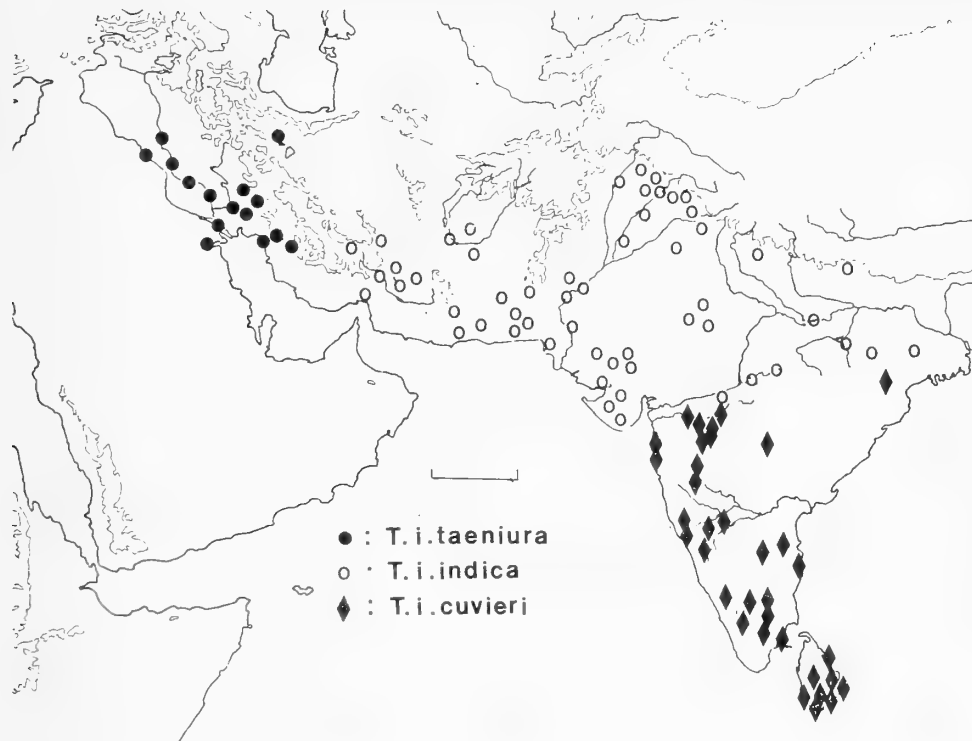 ● : T. i. taeniura
○ : T. i. indica
♦ : T. i. cuvieri